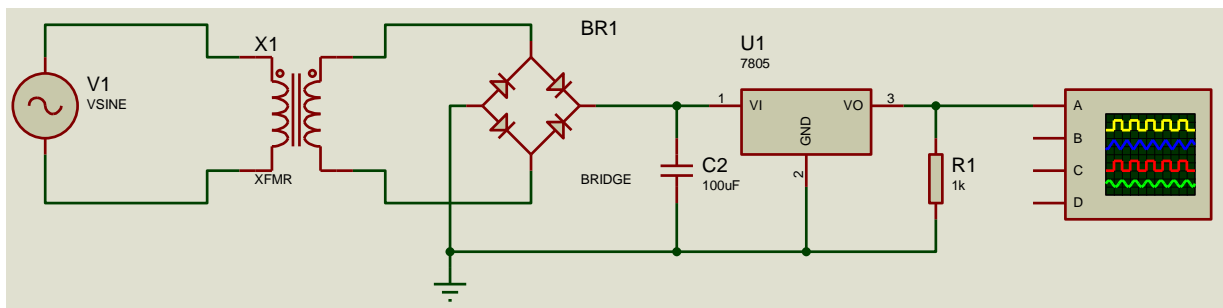 V1
VSINE
X1
XFMR
BR1
BRIDGE
C2
100uF
U1
7805
1
VI
VO
3
GND
2
R1
1k
A
B
C
D